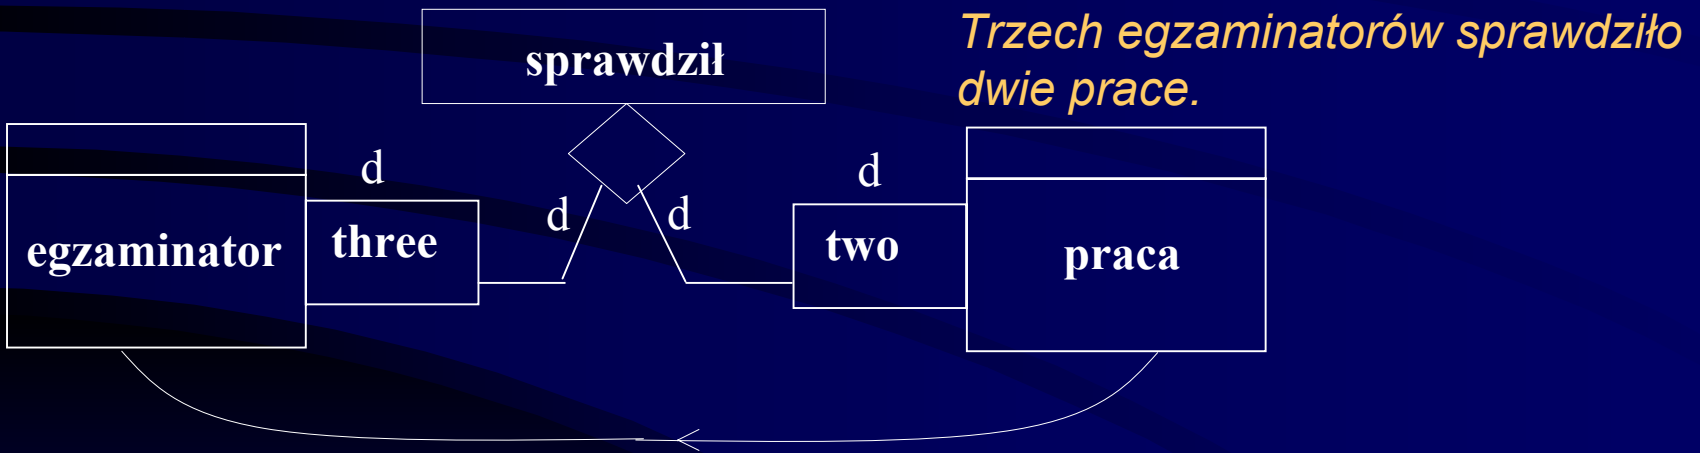 sprawdził
Trzech egzaminatorów sprawdziło
dwie prace.
d
d
d
d
egzaminator
three
two
praca